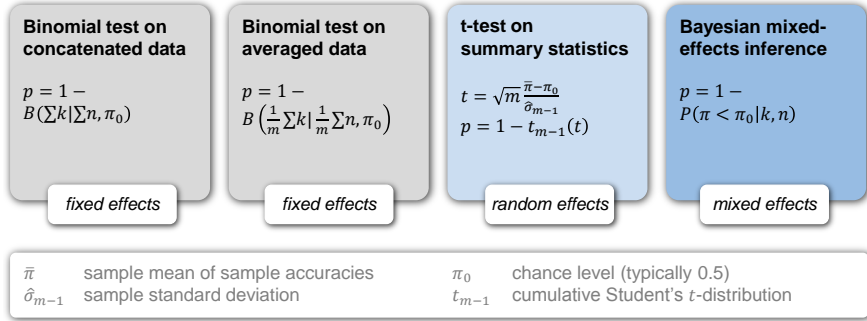 Binomial test on
concatenated data
p = 1 −
B(∑k|∑n, π₀)
fixed effects
Binomial test on
averaged data
p = 1 −
B(1/m ∑k | 1/m ∑n, π₀)
fixed effects
t-test on
summary statistics
t = √m (π̄−π₀)/σ̂ₘ₋₁
p = 1 − tₘ₋₁(t)
random effects
Bayesian mixed-
effects inference
p = 1 −
P(π < π₀|k, n)
mixed effects
π̄ sample mean of sample accuracies
σ̂ₘ₋₁ sample standard deviation
π₀ chance level (typically 0.5)
tₘ₋₁ cumulative Student's t-distribution